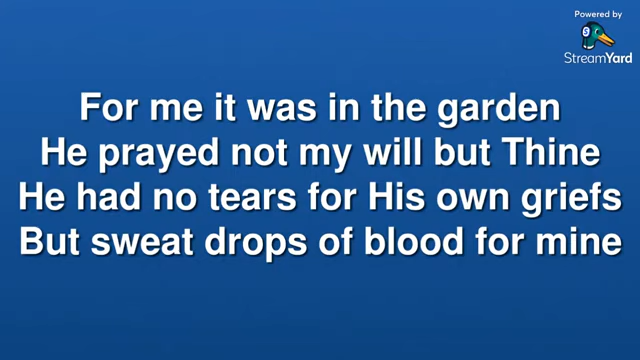 Powered by
StreamYard
For me it was in the garden
He prayed not my will but Thine
He had no tears for His own griefs
But sweat drops of blood for mine